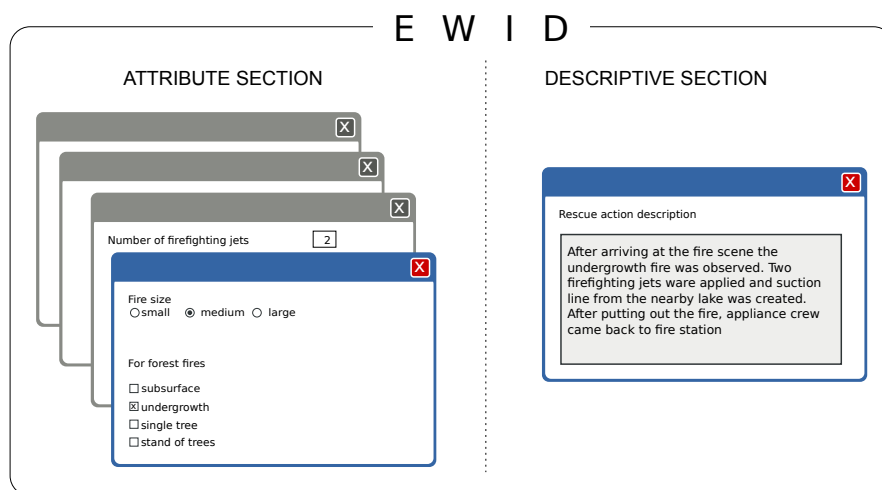 E W I D
ATTRIBUTE SECTION
DESCRIPTIVE SECTION
X
X
X
Number of firefighting jets 2
X
Fire size
small medium large
For forest fires
subsurface
x undergrowth
single tree
stand of trees
X
Rescue action description
After arriving at the fire scene the
undergrowth fire was observed. Two
firefighting jets ware applied and suction
line from the nearby lake was created.
After putting out the fire, appliance crew
came back to fire station